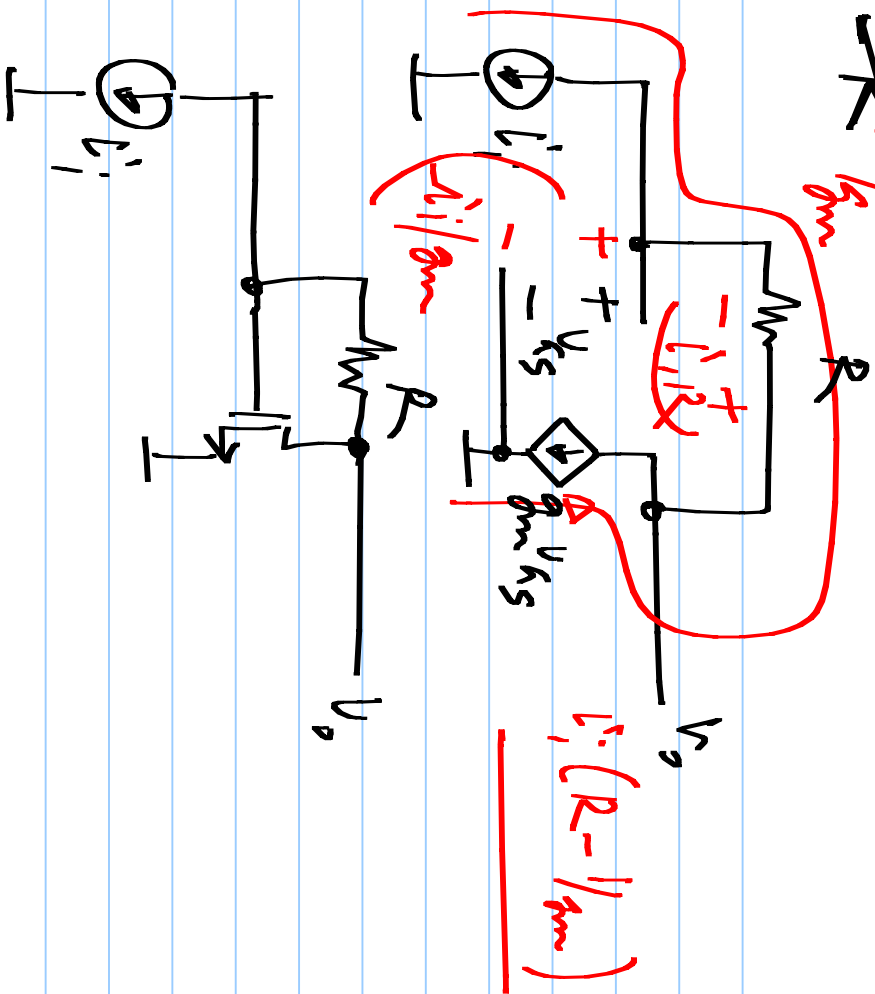 /gm
R
+
- + 
(iiR)
+
vgs
-
-
ii
gm vgs
vo
ii (R - 1/gm)
(-ii/gm
R
vo
ii